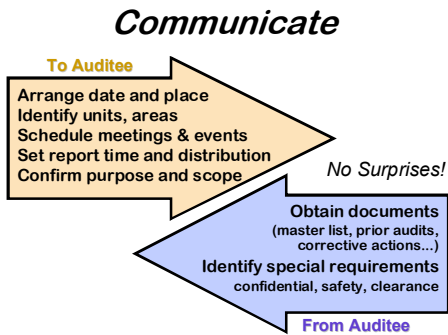 Communicate
To Auditee
Arrange date and place
Identify units, areas
Schedule meetings & events
Set report time and distribution
Confirm purpose and scope
No Surprises!
Obtain documents
(master list, prior audits,
corrective actions...)
Identify special requirements
confidential, safety, clearance
From Auditee